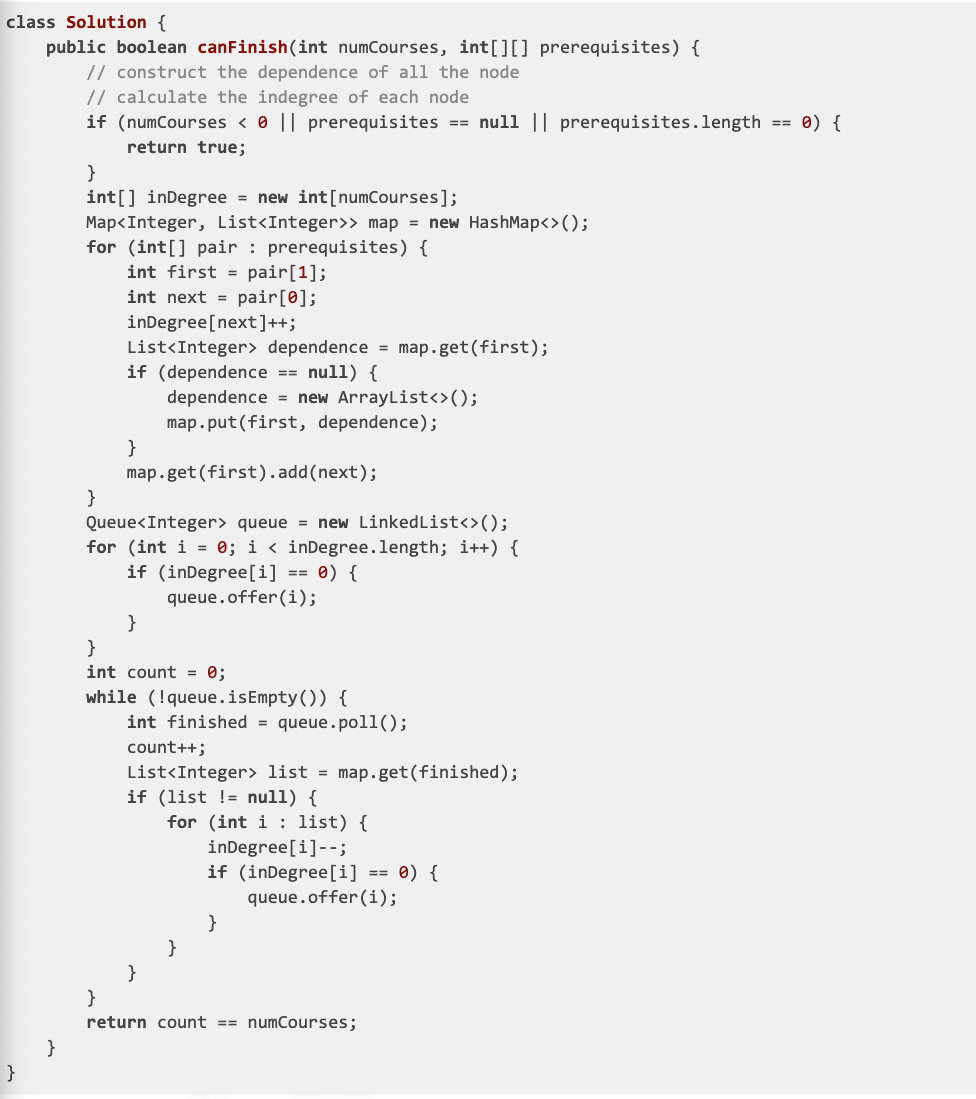 class Solution {
    public boolean canFinish(int numCourses, int[][] prerequisites) {
        // construct the dependence of all the node
        // calculate the indegree of each node
        if (numCourses < 0 || prerequisites == null || prerequisites.length == 0) {
            return true;
        }
        int[] inDegree = new int[numCourses];
        Map<Integer, List<Integer>> map = new HashMap<>();
        for (int[] pair : prerequisites) {
            int first = pair[1];
            int next = pair[0];
            inDegree[next]++;
            List<Integer> dependence = map.get(first);
            if (dependence == null) {
                dependence = new ArrayList<>();
                map.put(first, dependence);
            }
            map.get(first).add(next);
        }
        Queue<Integer> queue = new LinkedList<>();
        for (int i = 0; i < inDegree.length; i++) {
            if (inDegree[i] == 0) {
                queue.offer(i);
            }
        }
        int count = 0;
        while (!queue.isEmpty()) {
            int finished = queue.poll();
            count++;
            List<Integer> list = map.get(finished);
            if (list != null) {
                for (int i : list) {
                    inDegree[i]--;
                    if (inDegree[i] == 0) {
                        queue.offer(i);
                    }
                }
            }
        }
        return count == numCourses;
    }
}